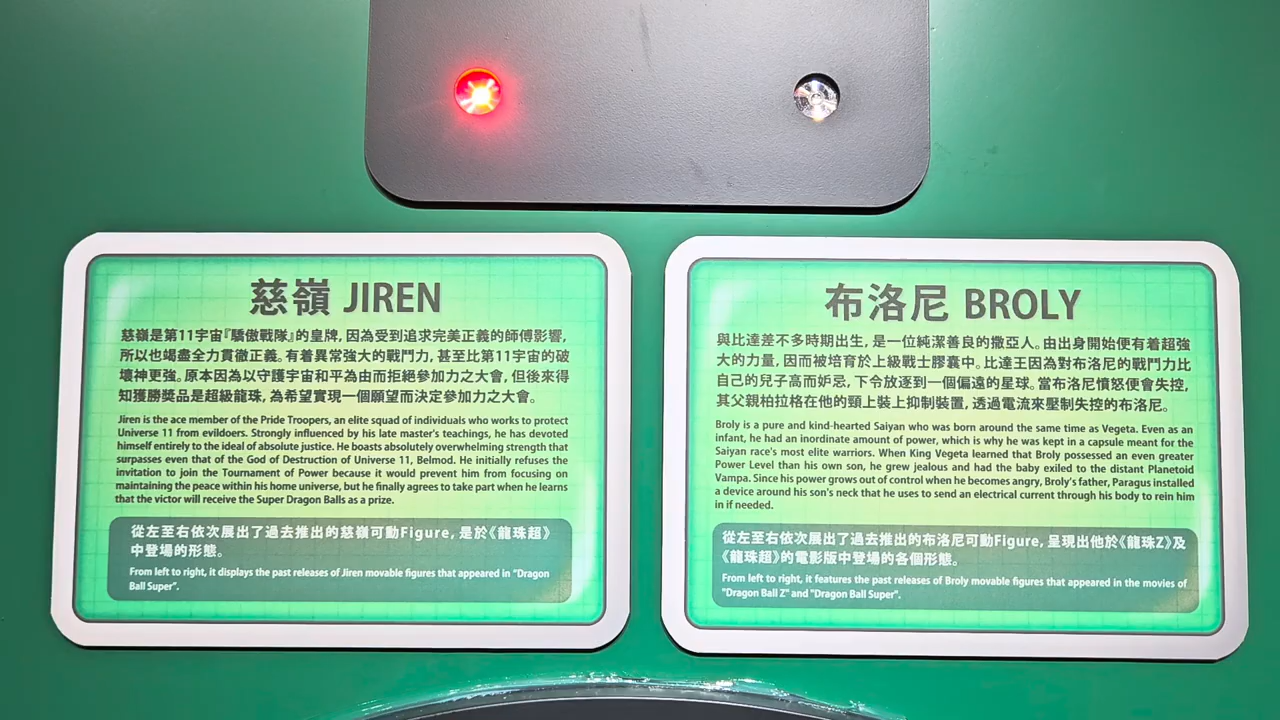 慈嶺 JIREN
慈嶺是第11宇宙『驕傲戰隊』的皇牌，因為受到追求完美正義的師傅影響，
所以也竭盡全力貫徹正義。有着異常強大的戰鬥力，甚至比第11宇宙的破
壞神更強。原本因為以守護宇宙和平為由而拒絕參加力之大會，但後來得
知獲勝獎品是超級龍珠，為希望實現一個願望而決定參加力之大會。
Jiren is the ace member of the Pride Troopers, an elite squad of individuals who works to protect
Universe 11 from evildoers. Strongly influenced by his late master's teachings, he has devoted
himself entirely to the ideal of absolute justice. He boasts absolutely overwhelming strength that
surpasses even that of the God of Destruction of Universe 11, Belmod. He initially refuses the
invitation to join the Tournament of Power because it would prevent him from focusing on
maintaining the peace within his home universe, but he finally agrees to take part when he learns
that the victor will receive the Super Dragon Balls as a prize.
從左至右依次展出了過去推出的慈嶺可動Figure，是於《龍珠超》
中登場的形態。
From left to right, it displays the past releases of Jiren movable figures that appeared in "Dragon
Ball Super".
布洛尼 BROLY
與比達差不多時期出生，是一位純潔善良的撒亞人。由出身開始便有着超強
大的力量，因而被培育於上級戰士膠囊中。比達王因為對布洛尼的戰鬥力比
自己的兒子高而妒忌，下令放逐到一個偏遠的星球。當布洛尼憤怒便會失控，
其父親柏拉格在他的頸上裝上抑制裝置，透過電流來壓制失控的布洛尼。
Broly is a pure and kind-hearted Saiyan who was born around the same time as Vegeta. Even as an
infant, he had an inordinate amount of power, which is why he was kept in a capsule meant for the
Saiyan race's most elite warriors. When King Vegeta learned that Broly possessed an even greater
Power Level than his own son, he grew jealous and had the baby exiled to the distant Planetoid
Vampa. Since his power grows out of control when he becomes angry, Broly's father, Paragus installed
a device around his son's neck that he uses to send an electrical current through his body to rein him
in if needed.
從左至右依次展出了過去推出的布洛尼可動Figure，呈現出他於《龍珠Z》及
《龍珠超》的電影版中登場的各個形態。
From left to right, it features the past releases of Broly movable figures that appeared in the movies of
"Dragon Ball Z" and "Dragon Ball Super".